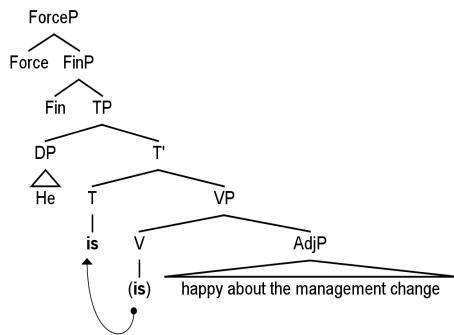 ForceP
Force FinP
Fin TP
DP T'
He T VP
is V AdjP
(is) happy about the management change